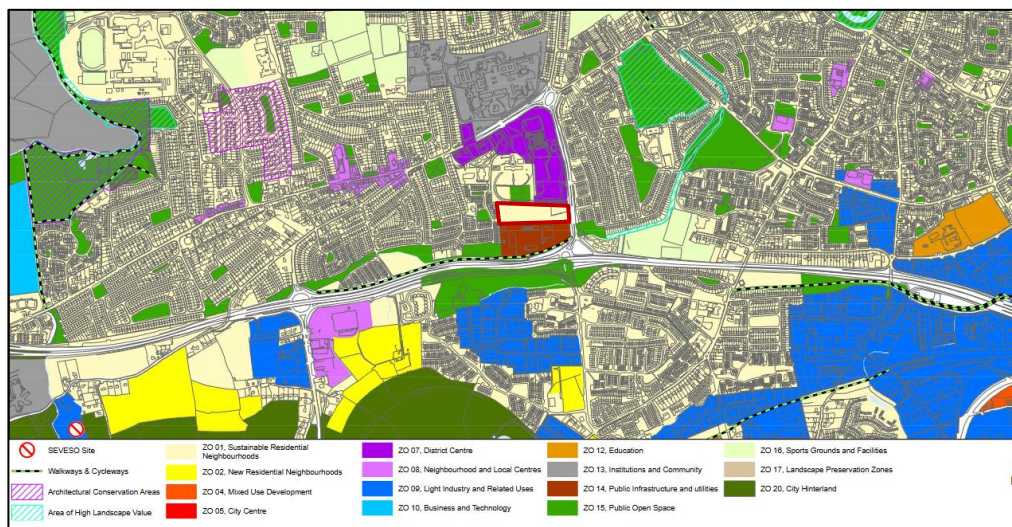 SEVESO Site
Walkways & Cycleways
Architectural Conservation Areas
Area of High Landscape Value
ZO 01, Sustainable Residential
Neighbourhoods
ZO 02, New Residential Neighbourhoods
ZO 04, Mixed Use Development
ZO 05, City Centre
ZO 07, District Centre
ZO 08, Neighbourhood and Local Centres
ZO 09, Light Industry and Related Uses
ZO 10, Business and Technology
ZO 12, Education
ZO 13, Institutions and Community
ZO 14, Public Infrastructure and utilities
ZO 15, Public Open Space
ZO 16, Sports Grounds and Facilities
ZO 17, Landscape Preservation Zones
ZO 20, City Hinterland